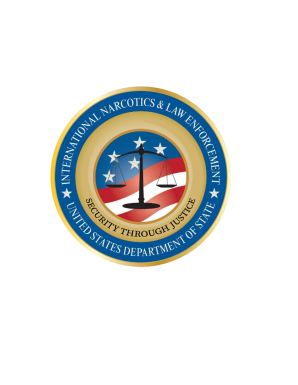 INTERNATIONAL NARCOTICS & LAW ENFORCEMENT
SECURITY THROUGH JUSTICE
UNITED STATES DEPARTMENT OF STATE